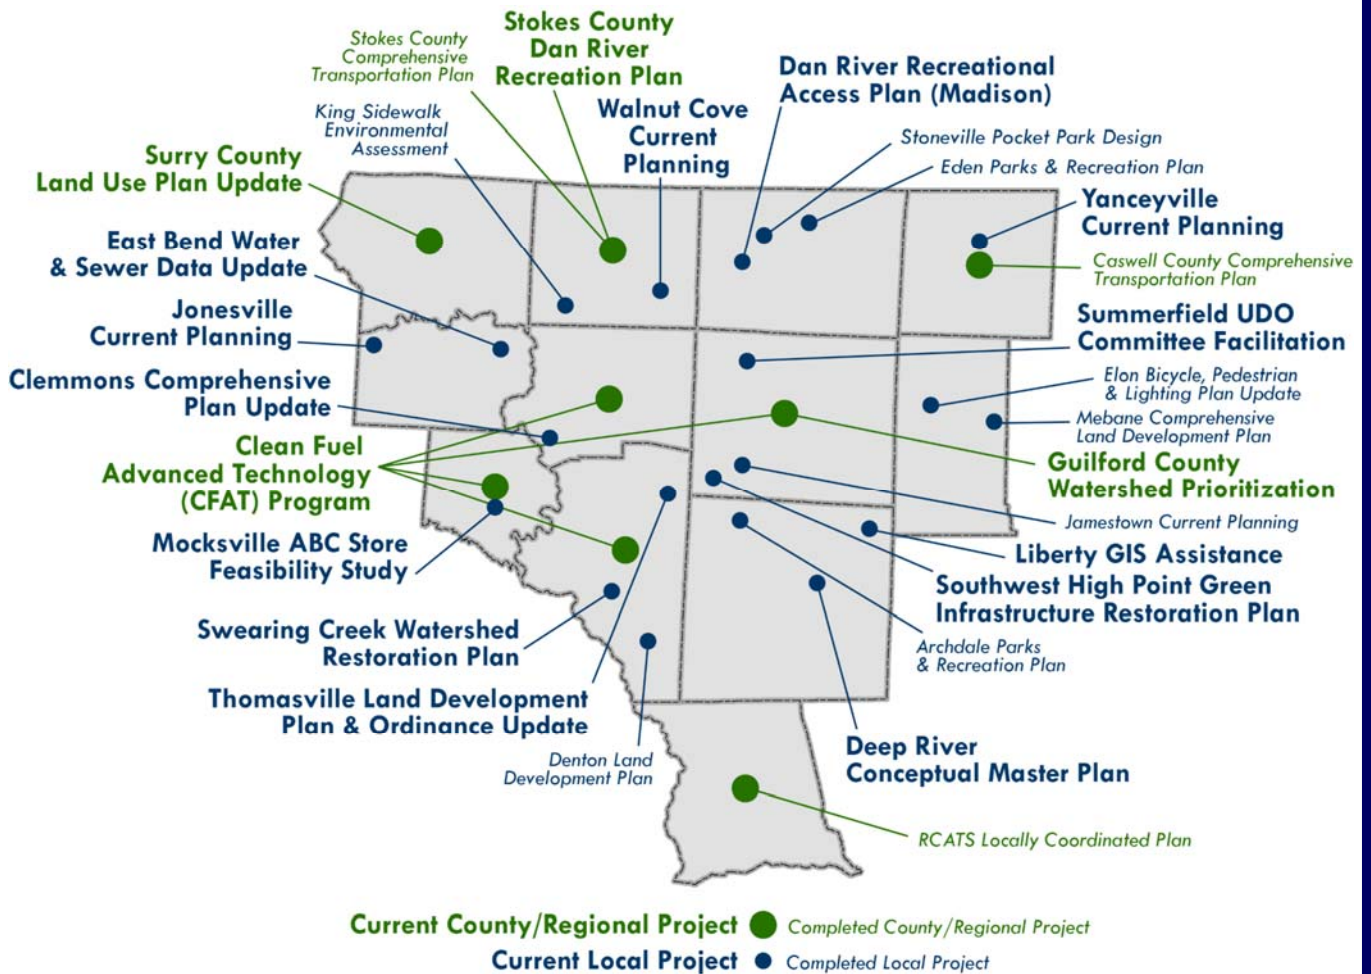 Stokes County
Comprehensive
Transportation Plan
Stokes County
Dan River
Recreation Plan
King Sidewalk
Environmental
Assessment
Walnut Cove
Current
Planning
Dan River Recreational
Access Plan (Madison)
Stoneville Pocket Park Design
Eden Parks & Recreation Plan
Surry County
Land Use Plan Update
Yanceyville
Current Planning
East Bend Water
& Sewer Data Update
Caswell County Comprehensive
Transportation Plan
Jonesville
Current Planning
Summerfield UDO
Committee Facilitation
Clemmons Comprehensive
Plan Update
Elon Bicycle, Pedestrian
& Lighting Plan Update
Mebane Comprehensive
Land Development Plan
Clean Fuel
Advanced Technology
(CFAT) Program
Guilford County
Watershed Prioritization
Jamestown Current Planning
Mocksville ABC Store
Feasibility Study
Liberty GIS Assistance
Southwest High Point Green
Infrastructure Restoration Plan
Swearing Creek Watershed
Restoration Plan
Archdale Parks
& Recreation Plan
Thomasville Land Development
Plan & Ordinance Update
Denton Land
Development Plan
Deep River
Conceptual Master Plan
RCATS Locally Coordinated Plan
Current County/Regional Project Completed County/Regional Project
Current Local Project Completed Local Project